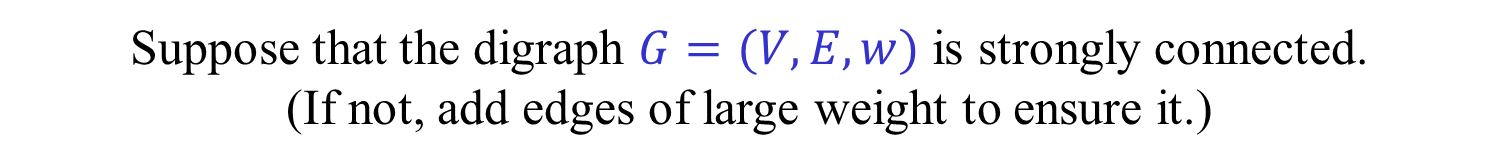 Suppose that the digraph G = (V, E, w) is strongly connected.
(If not, add edges of large weight to ensure it.)